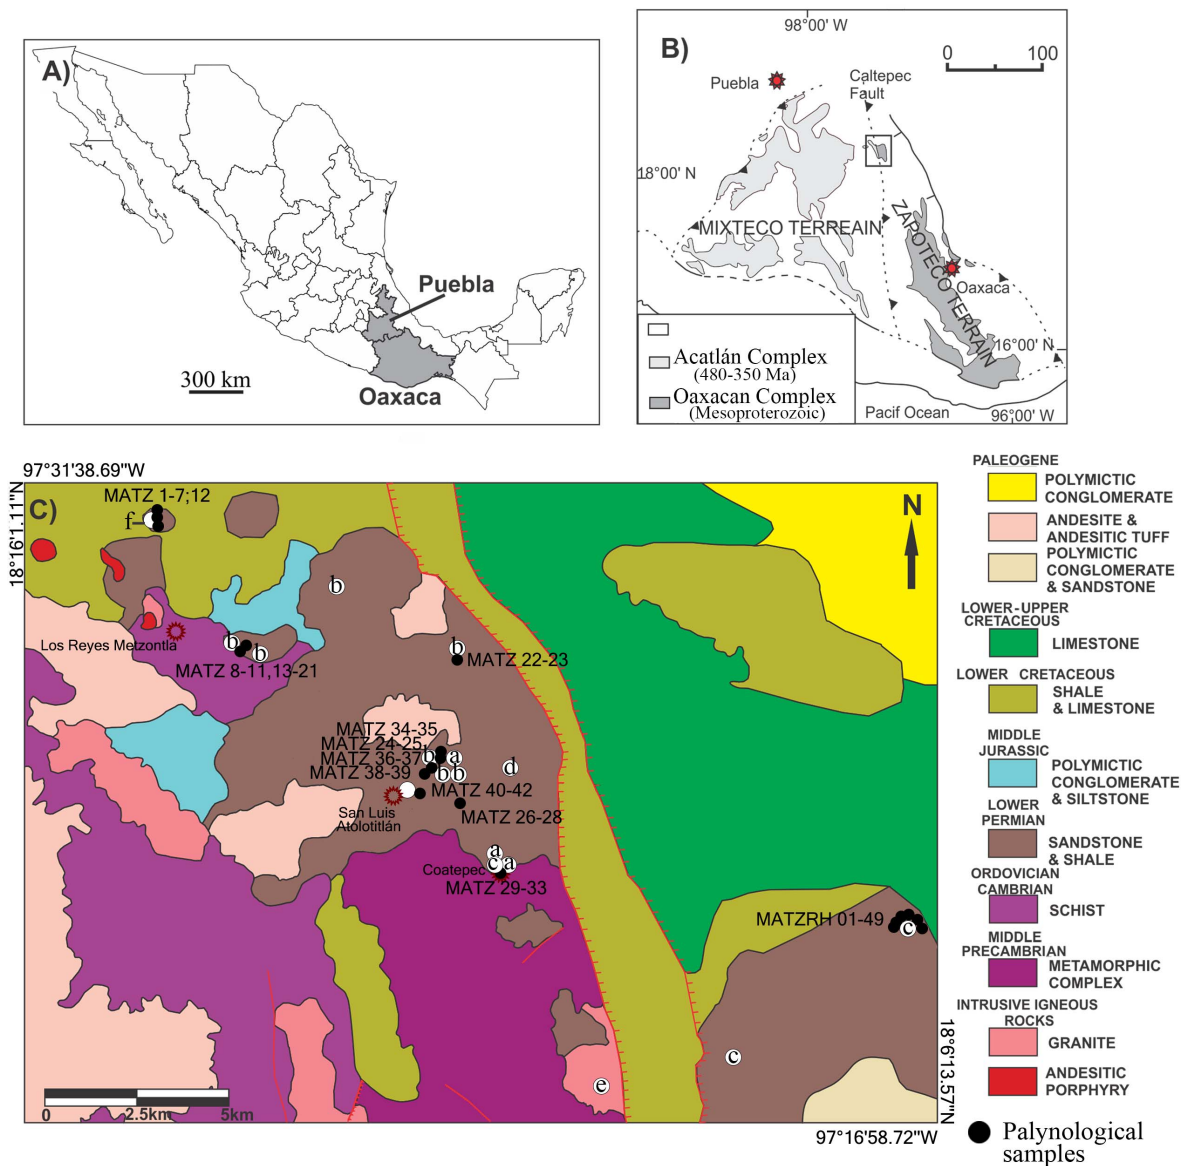 A)
Puebla
300 km
Oaxaca
98°00' W
B)
0 100
Puebla
Caltepec
Fault
18°00' N
MIXTECO TERREAIN
ZAPOTECO TERRAIN
Oaxaca
16°00' N
Acatlán Complex
(480-350 Ma)
Oaxacan Complex
(Mesoproterozoic)
Pacif Ocean
96°00' W
97°31'38.69"W
18°16'1.11"N
C)
MATZ 1-7;12
f
N
b
Los Reyes Metzontla
b
b
MATZ 8-11,13-21
b
MATZ 22-23
MATZ 34-35
MATZ 24-25
MATZ 36-37
b a
MATZ 38-39
b b
d
MATZ 40-42
San Luis
Atolotitlán
MATZ 26-28
a
Coatepec
c a
MATZ 29-33
MATZRH 01-49
c
c
e
0 2.5km 5km
18°6'13.57"N
97°16'58.72"W
PALEOGENE
POLYMICTIC
CONGLOMERATE
ANDESITE &
ANDESITIC TUFF
POLYMICTIC
CONGLOMERATE
& SANDSTONE
LOWER-UPPER
CRETACEOUS
LIMESTONE
LOWER CRETACEOUS
SHALE
& LIMESTONE
MIDDLE
JURASSIC
POLYMICTIC
CONGLOMERATE
& SILTSTONE
LOWER
PERMIAN
SANDSTONE
& SHALE
ORDOVICIAN
CAMBRIAN
SCHIST
MIDDLE
PRECAMBRIAN
METAMORPHIC
COMPLEX
INTRUSIVE IGNEOUS
ROCKS
GRANITE
ANDESITIC
PORPHYRY
Palynological
samples